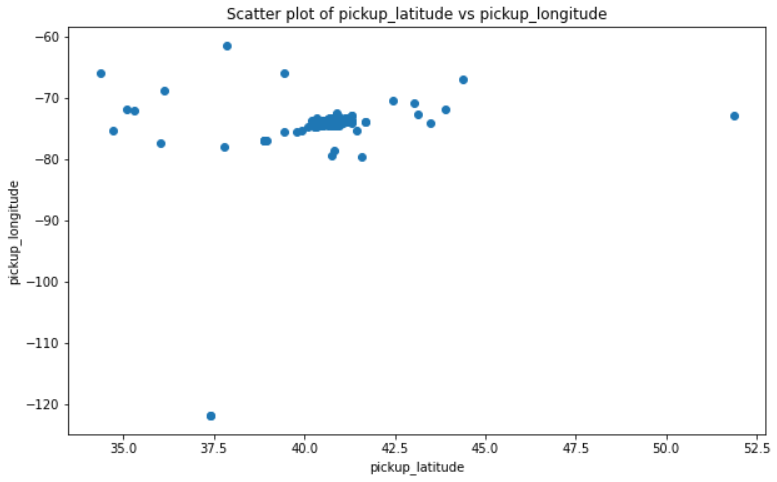 Scatter plot of pickup_latitude vs pickup_longitude
−60
−70
−80
−90
−100
−110
−120
pickup_longitude
35.0 37.5 40.0 42.5 45.0 47.5 50.0 52.5
pickup_latitude